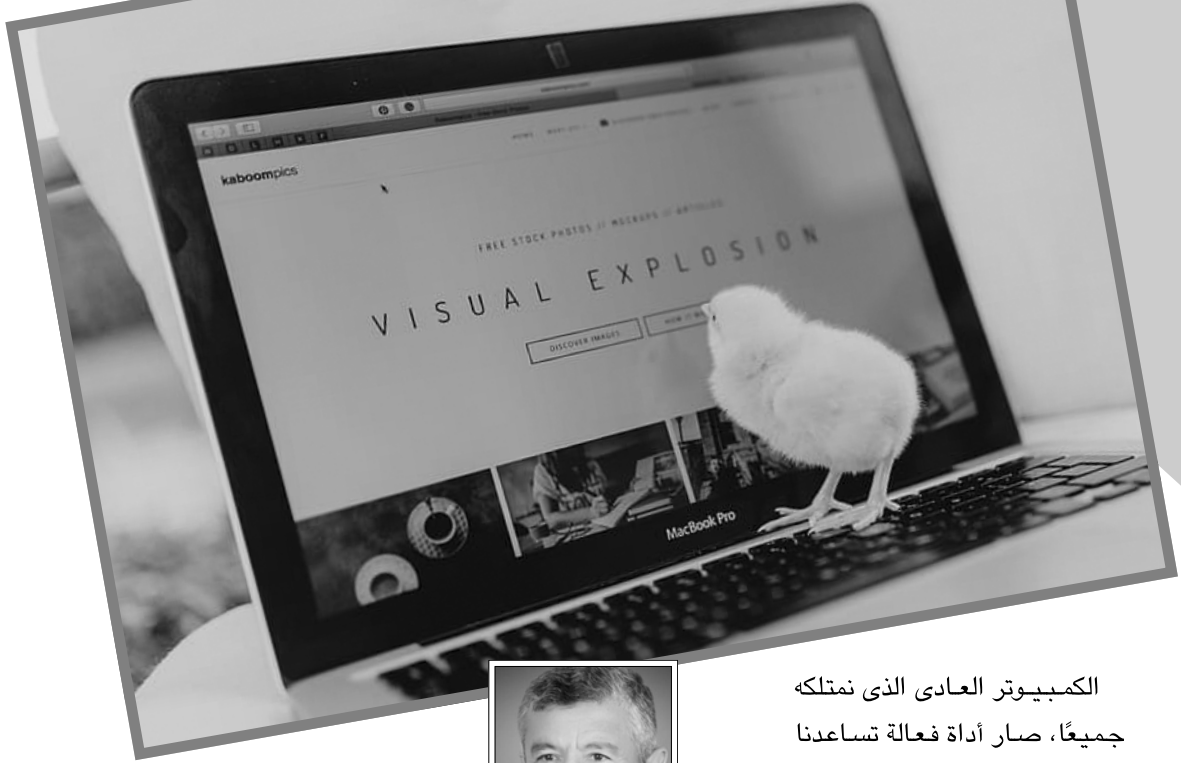 kaboompics
FREE STOCK PHOTOS // MOCKUPS // ARTICLES
VISUAL EXPLOSION
DISCOVER IMAGES
MacBook Pro
الكمبيوتر العادى الذى نمتلكه
جميعًا، صار أداة فعالة تساعدنا